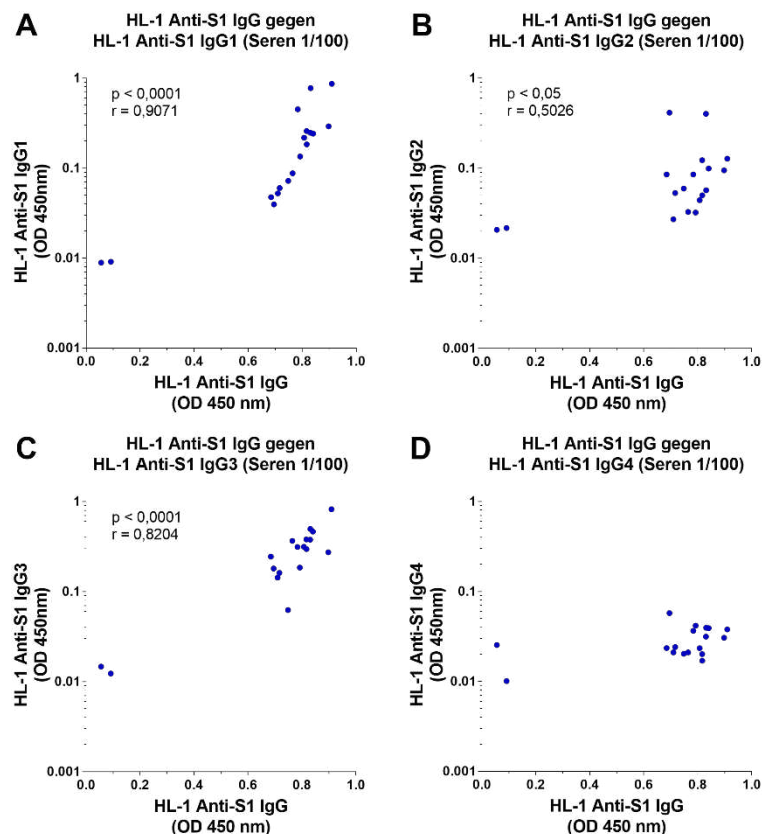 A
HL-1 Anti-S1 IgG gegen
HL-1 Anti-S1 IgG1 (Seren 1/100)
p < 0,0001
r = 0,9071
HL-1 Anti-S1 IgG1
(OD 450nm)
1
0.1
0.01
0.001
0.0 0.2 0.4 0.6 0.8 1.0
HL-1 Anti-S1 IgG
(OD 450 nm)
B
HL-1 Anti-S1 IgG gegen
HL-1 Anti-S1 IgG2 (Seren 1/100)
p < 0,05
r = 0,5026
HL-1 Anti-S1 IgG2
(OD 450nm)
1
0.1
0.01
0.001
0.0 0.2 0.4 0.6 0.8 1.0
HL-1 Anti-S1 IgG
(OD 450 nm)
C
HL-1 Anti-S1 IgG gegen
HL-1 Anti-S1 IgG3 (Seren 1/100)
p < 0,0001
r = 0,8204
HL-1 Anti-S1 IgG3
(OD 450nm)
1
0.1
0.01
0.001
0.0 0.2 0.4 0.6 0.8 1.0
HL-1 Anti-S1 IgG
(OD 450 nm)
D
HL-1 Anti-S1 IgG gegen
HL-1 Anti-S1 IgG4 (Seren 1/100)
HL-1 Anti-S1 IgG4
(OD 450nm)
1
0.1
0.01
0.001
0.0 0.2 0.4 0.6 0.8 1.0
HL-1 Anti-S1 IgG
(OD 450 nm)